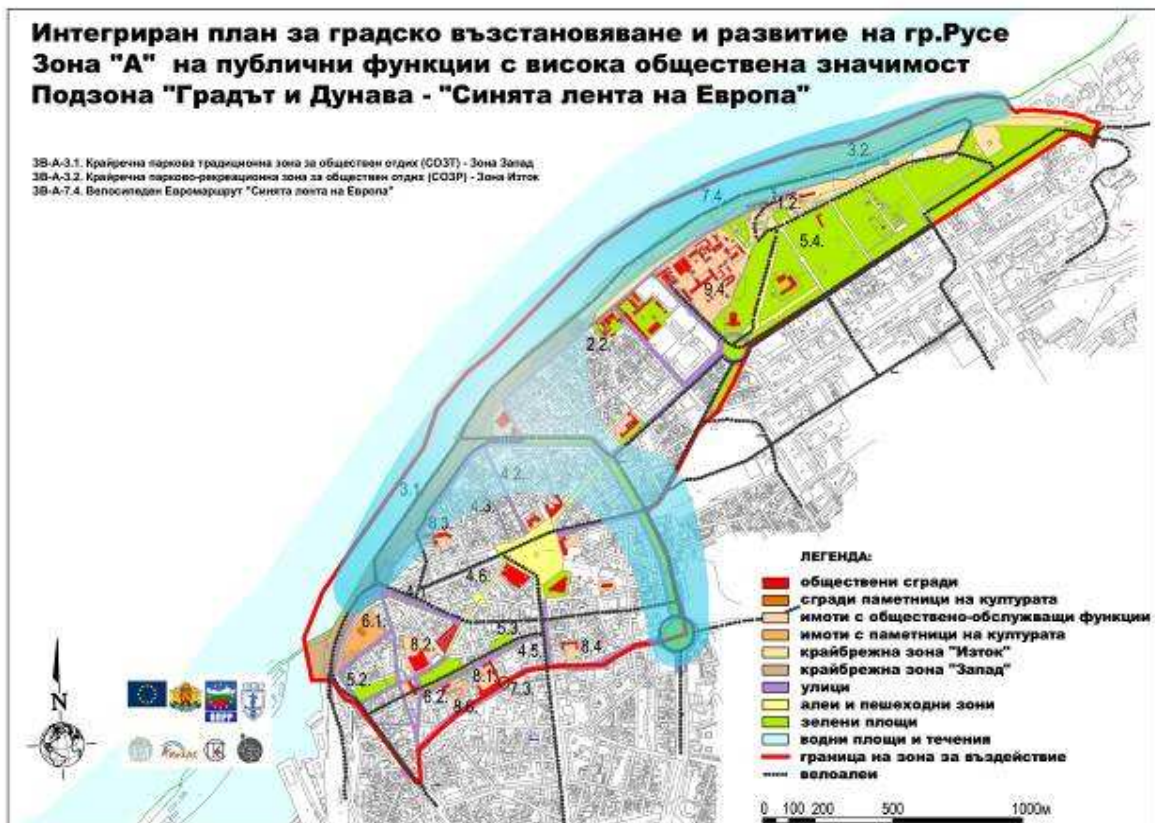 Интегриран план за градско възстановяване и развитие на гр.Русе
Зона "А" на публични функции с висока обществена значимост
Подзона "Градът и Дунава - "Синята лента на Европа"
ЗВ-А-3.1. Крайречна паркова традиционна зона за обществен отдих (СОЗТ) - Зона Запад
ЗВ-А-3.2. Крайречна парково-рекреационна зона за обществен отдих (СОЗР) - Зона Изток
ЗВ-А-7.4. Велосипеден Евромаршрут "Синята лента на Европа"
3.2.
7.4.
1.2.
5.4.
9.4.
2.2.
4.2.
3.1.
4.3.
8.3.
4.6.
6.1.
5.3.
8.2.
4.5.
8.4.
5.2.
8.1.
6.2.
7.3.
8.6.
N
ЛЕГЕНДА:
обществени сгради
сгради паметници на културата
имоти с обществено-обслужващи функции
имоти с паметници на културата
крайбрежна зона "Изток"
крайбрежна зона "Запад"
улици
алеи и пешеходни зони
зелени площи
водни площи и течения
граница на зона за въздействие
велоалеи
0 100 200 500 1000м